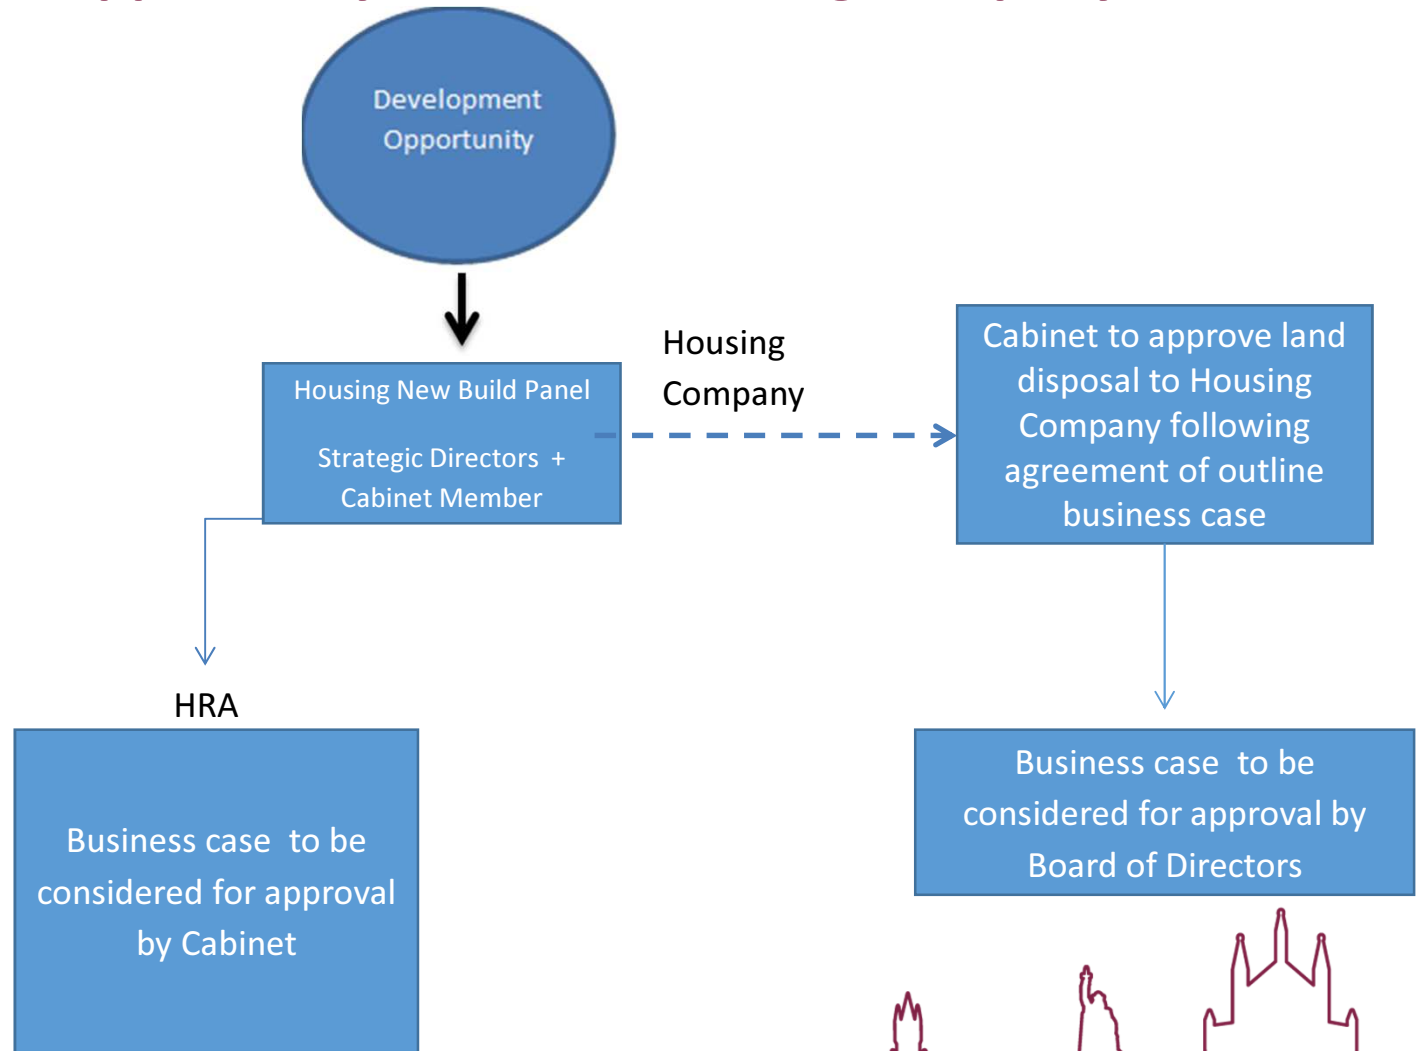 Development
Opportunity
Housing
Company
Housing New Build Panel
Strategic Directors +
Cabinet Member
Cabinet to approve land
disposal to Housing
Company following
agreement of outline
business case
HRA
Business case to be
considered for approval
by Cabinet
Business case to be
considered for approval by
Board of Directors